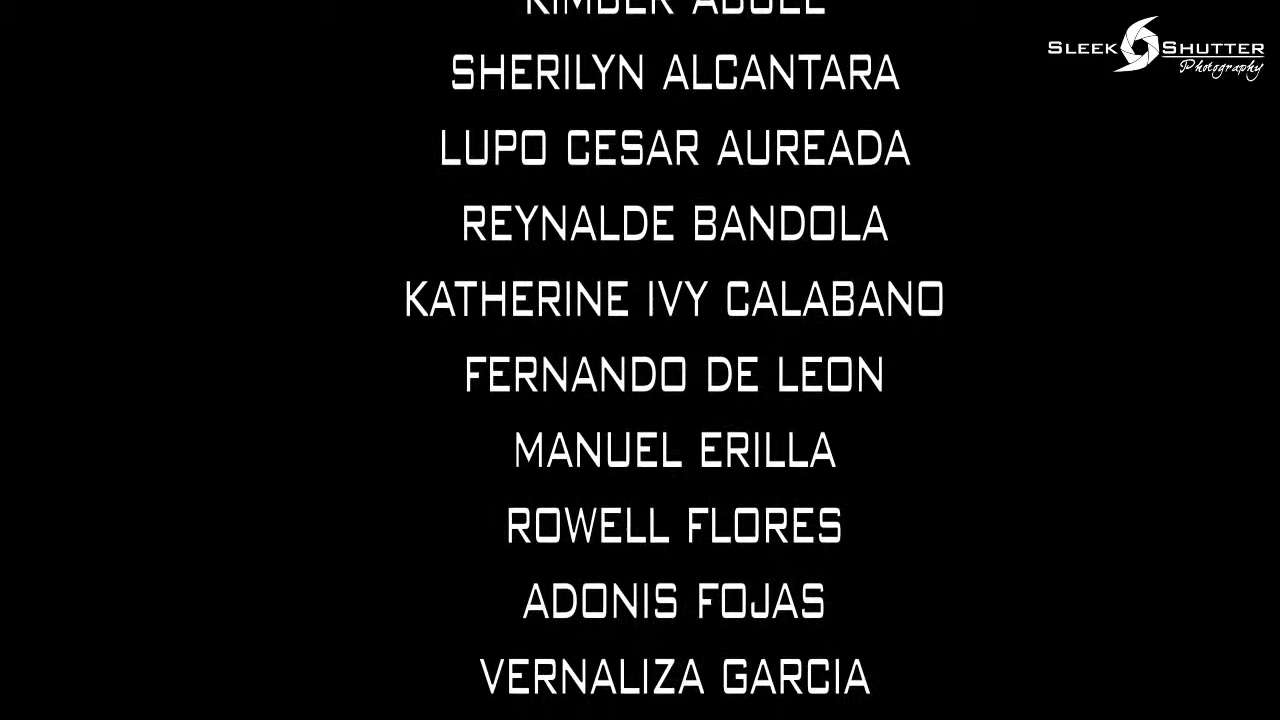 SHERILYN ALCANTARA
LUPO CESAR AUREADA
REYNALDE BANDOLA
KATHERINE IVY CALABANO
FERNANDO DE LEON
MANUEL ERILLA
ROWELL FLORES
ADONIS FOJAS
VERNALIZA GARCIA
SLEEK SHUTTER
Photography